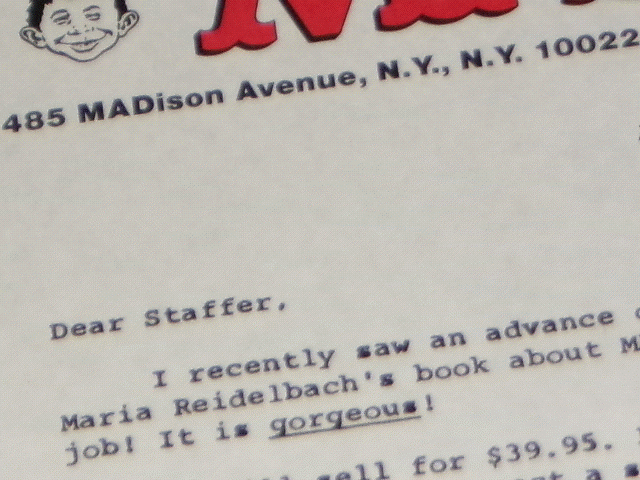 485 MADison Avenue, N.Y., N.Y. 10022
Dear Staffer,
I recently saw an advance
Maria Reidelbach's book about
job! It is gorgeous!
sell for $39.95.
a